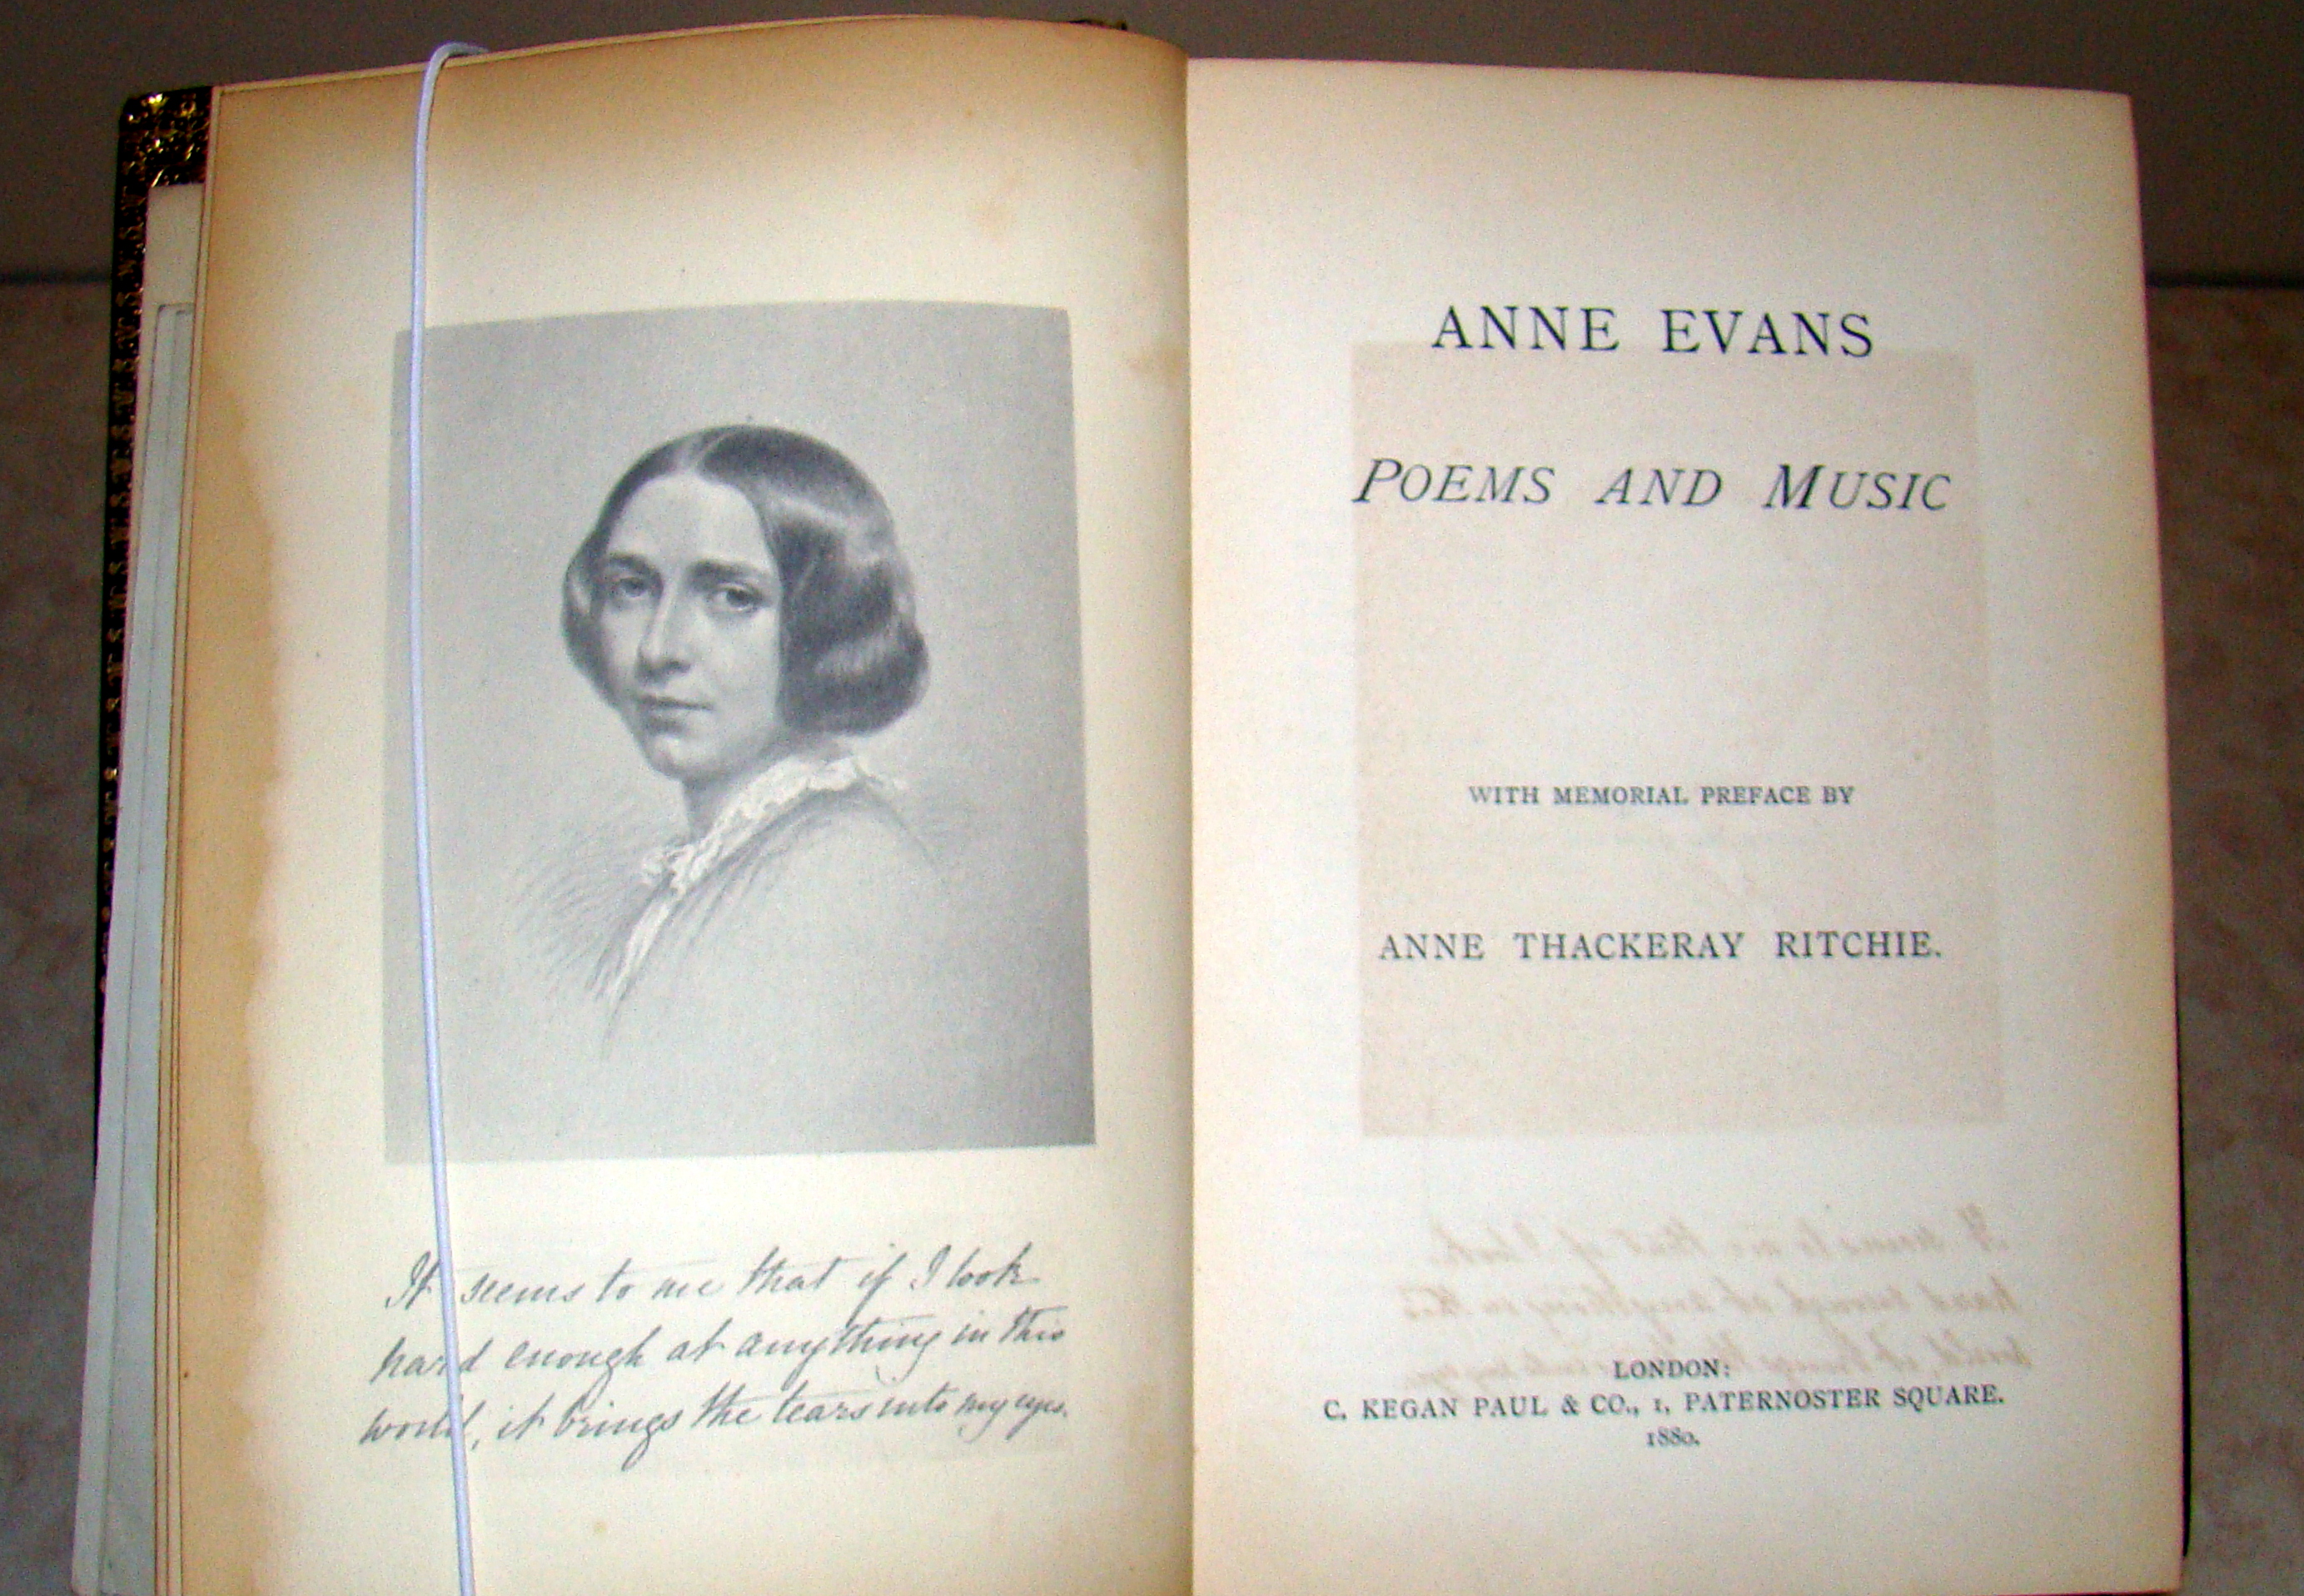 It seems to me that if I look
hard enough at anything in this
world, it brings the tears into my eyes.
ANNE EVANS
POEMS AND MUSIC
WITH MEMORIAL PREFACE BY
ANNE THACKERAY RITCHIE.
LONDON:
C. KEGAN PAUL & CO., 1, PATERNOSTER SQUARE.
1880.